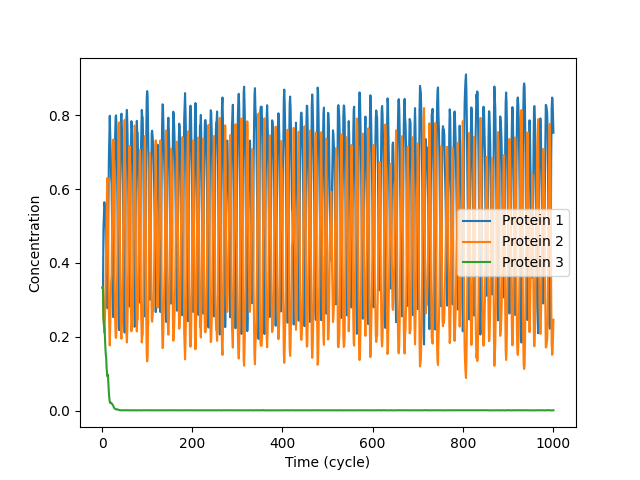 Concentration
0.8
0.6
0.4
0.2
0.0
Protein 1
Protein 2
Protein 3
0 200 400 600 800 1000
Time (cycle)